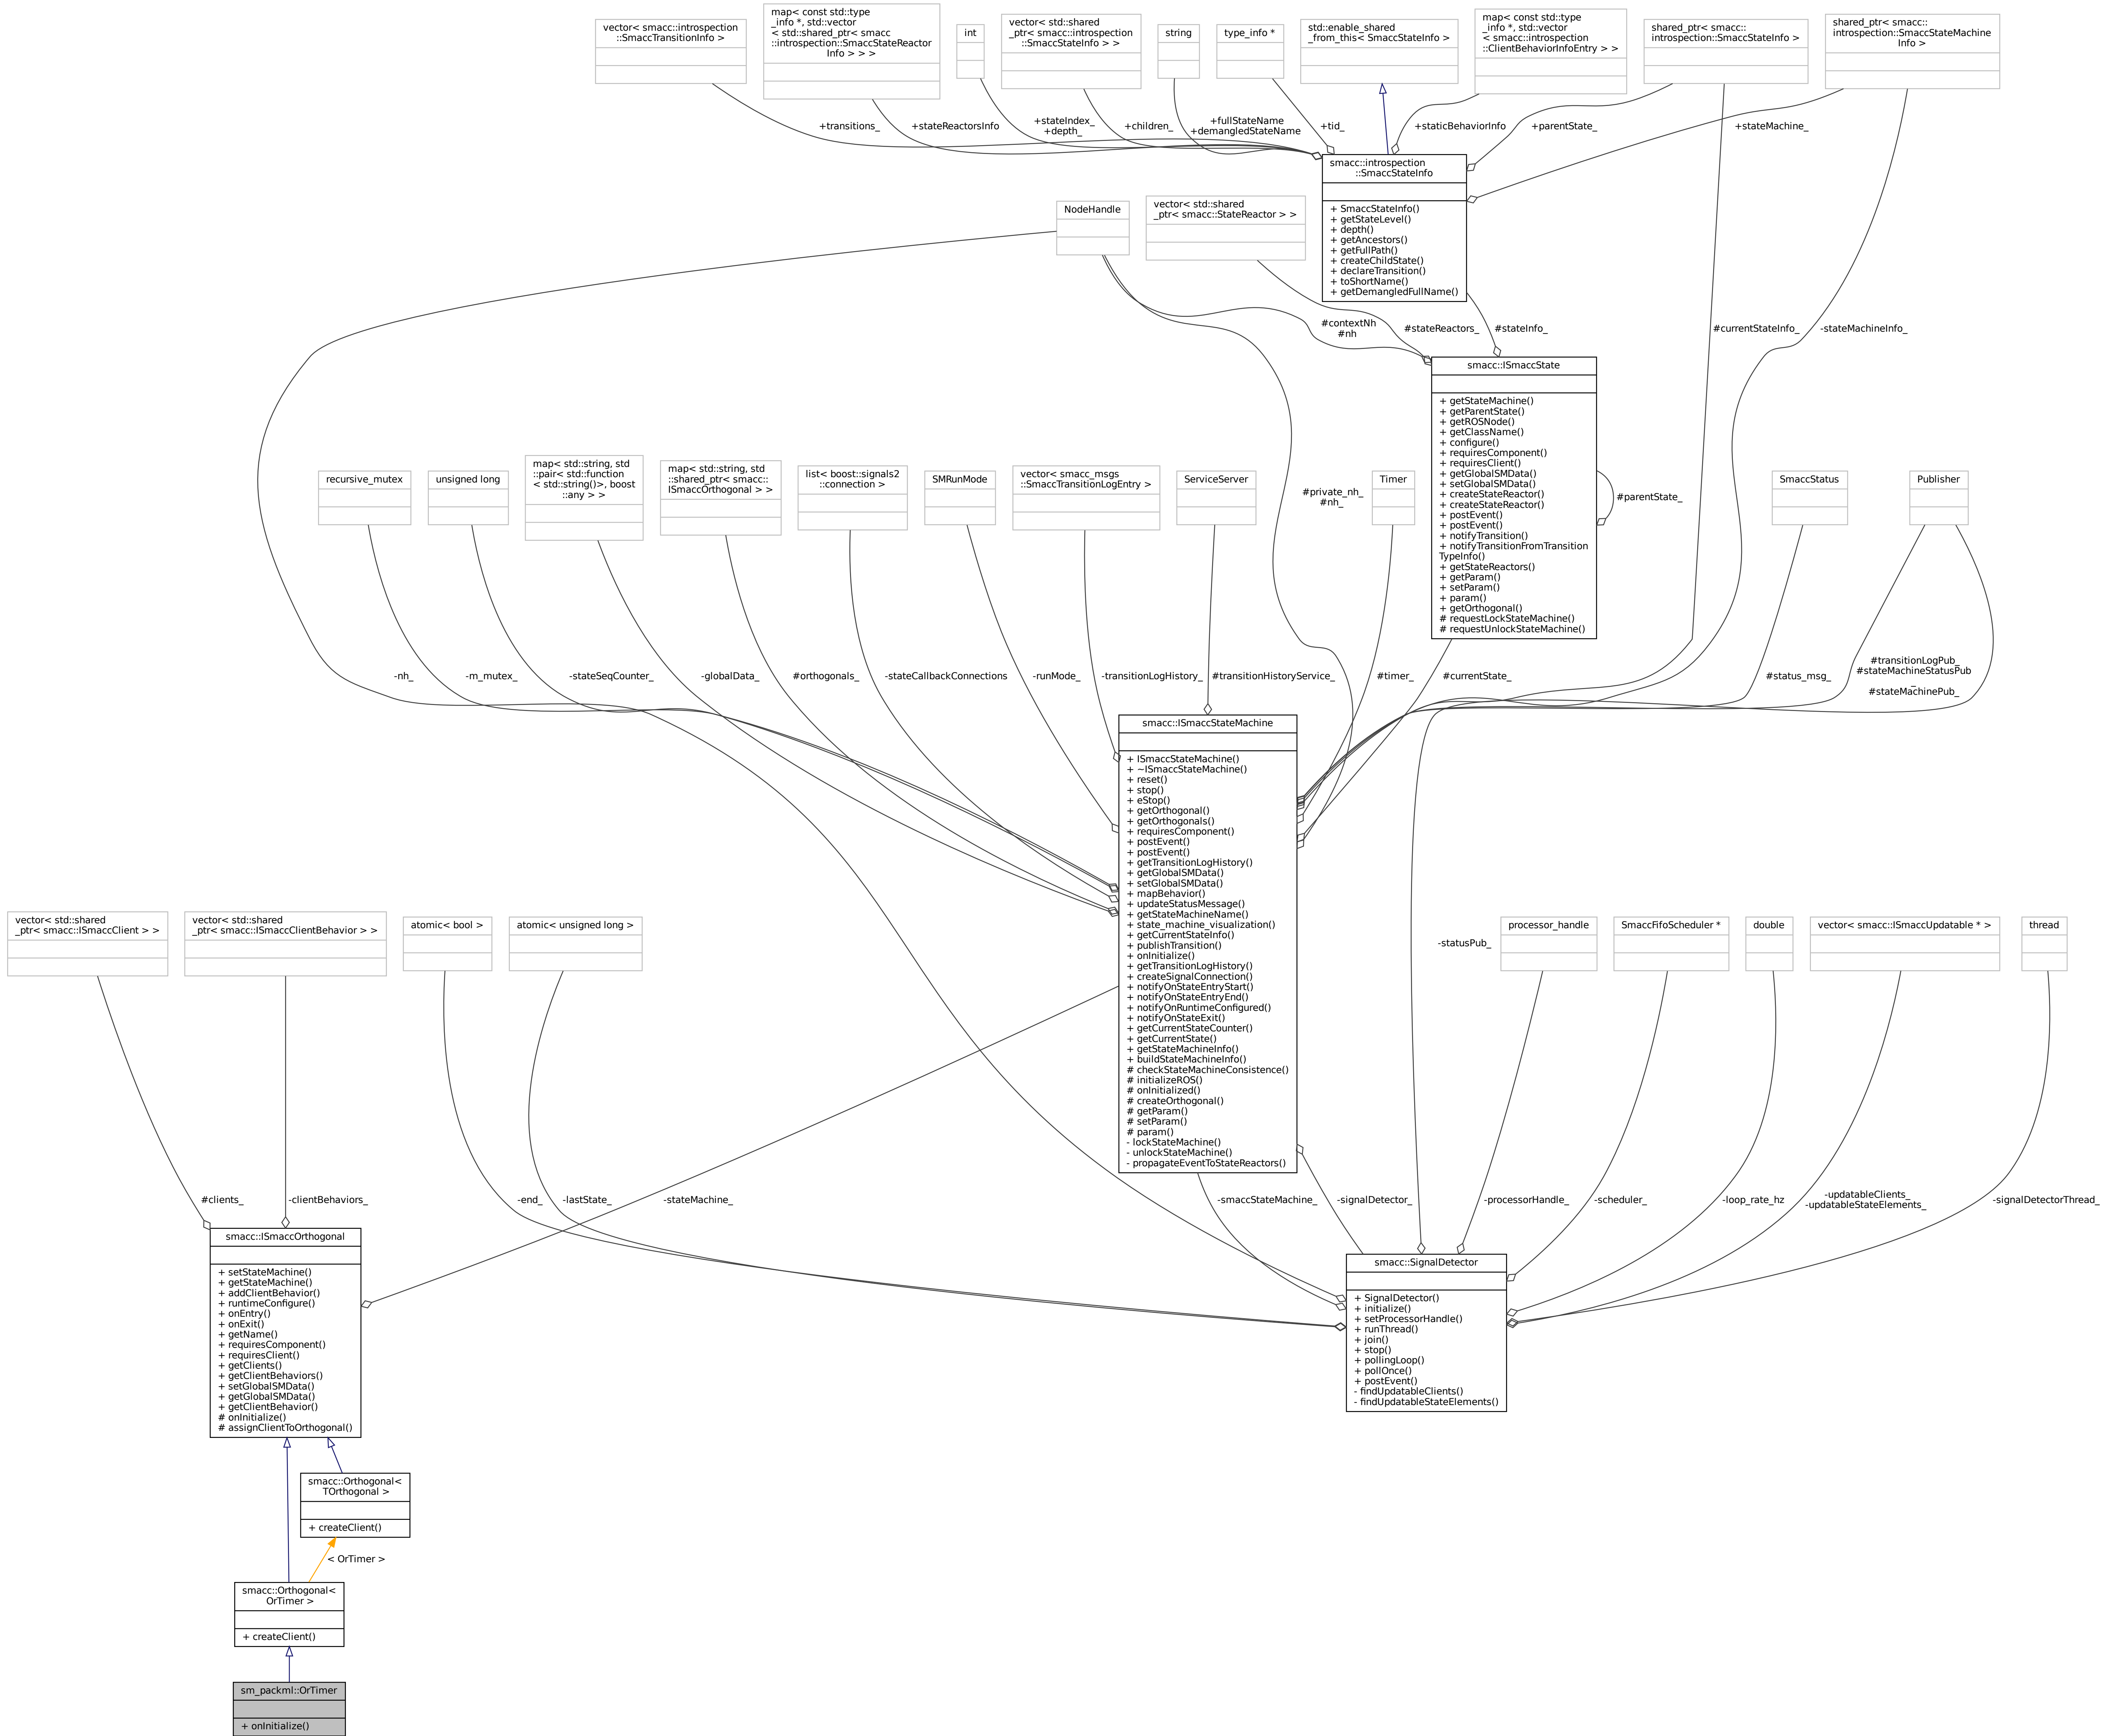 vector< smacc::introspection
::SmaccTransitionInfo >
map< const std::type
_info *, std::vector
< std::shared_ptr< smacc
::introspection::SmaccStateReactor
Info > > >
int
vector< std::shared
_ptr< smacc::introspection
::SmaccStateInfo > >
string
type_info *
std::enable_shared
_from_this< SmaccStateInfo >
map< const std::type
_info *, std::vector
< smacc::introspection
::ClientBehaviorInfoEntry > >
shared_ptr< smacc::
introspection::SmaccStateInfo >
shared_ptr< smacc::
introspection::SmaccStateMachine
Info >
+transitions_
+stateReactorsInfo
+stateIndex_
+depth_
+children_
+fullStateName
+demangledStateName
+tid_
+staticBehaviorInfo
+parentState_
+stateMachine_
smacc::introspection
::SmaccStateInfo
+ SmaccStateInfo()
+ getStateLevel()
+ depth()
+ getAncestors()
+ getFullPath()
+ createChildState()
+ declareTransition()
+ toShortName()
+ getDemangledFullName()
NodeHandle
vector< std::shared
_ptr< smacc::StateReactor > >
#contextNh
#nh
#stateReactors_
#stateInfo_
#currentStateInfo_
-stateMachineInfo_
smacc::ISmaccState
+ getStateMachine()
+ getParentState()
+ getROSNode()
+ getClassName()
+ configure()
+ requiresComponent()
+ requiresClient()
+ getGlobalSMData()
+ setGlobalSMData()
+ createStateReactor()
+ createStateReactor()
+ postEvent()
+ postEvent()
+ notifyTransition()
+ notifyTransitionFromTransition
TypeInfo()
+ getStateReactors()
+ getParam()
+ setParam()
+ param()
+ getOrthogonal()
# requestLockStateMachine()
# requestUnlockStateMachine()
#parentState_
recursive_mutex
unsigned long
map< std::string, std
::pair< std::function
< std::string()>, boost
::any > >
map< std::string, std
::shared_ptr< smacc::
ISmaccOrthogonal > >
list< boost::signals2
::connection >
SMRunMode
vector< smacc_msgs
::SmaccTransitionLogEntry >
ServiceServer
#private_nh_
#nh_
Timer
SmaccStatus
Publisher
-nh_
-m_mutex_
-stateSeqCounter_
-globalData_
#orthogonals_
-stateCallbackConnections
-runMode_
-transitionLogHistory_
#transitionHistoryService_
#timer_
#currentState_
#status_msg_
#transitionLogPub_
#stateMachineStatusPub
_
#stateMachinePub_
smacc::ISmaccStateMachine
+ ISmaccStateMachine()
+ ~ISmaccStateMachine()
+ reset()
+ stop()
+ eStop()
+ getOrthogonal()
+ getOrthogonals()
+ requiresComponent()
+ postEvent()
+ postEvent()
+ getTransitionLogHistory()
+ getGlobalSMData()
+ setGlobalSMData()
+ mapBehavior()
+ updateStatusMessage()
+ getStateMachineName()
+ state_machine_visualization()
+ getCurrentStateInfo()
+ publishTransition()
+ onInitialize()
+ getTransitionLogHistory()
+ createSignalConnection()
+ notifyOnStateEntryStart()
+ notifyOnStateEntryEnd()
+ notifyOnRuntimeConfigured()
+ notifyOnStateExit()
+ getCurrentStateCounter()
+ getCurrentState()
+ getStateMachineInfo()
+ buildStateMachineInfo()
# checkStateMachineConsistence()
# initializeROS()
# onInitialized()
# createOrthogonal()
# getParam()
# setParam()
# param()
- lockStateMachine()
- unlockStateMachine()
- propagateEventToStateReactors()
vector< std::shared
_ptr< smacc::ISmaccClient > >
vector< std::shared
_ptr< smacc::ISmaccClientBehavior > >
atomic< bool >
atomic< unsigned long >
-statusPub_
processor_handle
SmaccFifoScheduler *
double
vector< smacc::ISmaccUpdatable * >
thread
#clients_
-clientBehaviors_
-end_
-lastState_
-stateMachine_
-smaccStateMachine_
-signalDetector_
-processorHandle_
-scheduler_
-loop_rate_hz
-updatableClients_
-updatableStateElements_
-signalDetectorThread_
smacc::ISmaccOrthogonal
+ setStateMachine()
+ getStateMachine()
+ addClientBehavior()
+ runtimeConfigure()
+ onEntry()
+ onExit()
+ getName()
+ requiresComponent()
+ requiresClient()
+ getClients()
+ getClientBehaviors()
+ setGlobalSMData()
+ getGlobalSMData()
+ getClientBehavior()
# onInitialize()
# assignClientToOrthogonal()
smacc::SignalDetector
+ SignalDetector()
+ initialize()
+ setProcessorHandle()
+ runThread()
+ join()
+ stop()
+ pollingLoop()
+ pollOnce()
+ postEvent()
- findUpdatableClients()
- findUpdatableStateElements()
smacc::Orthogonal<
TOrthogonal >
+ createClient()
< OrTimer >
smacc::Orthogonal<
OrTimer >
+ createClient()
sm_packml::OrTimer
+ onInitialize()